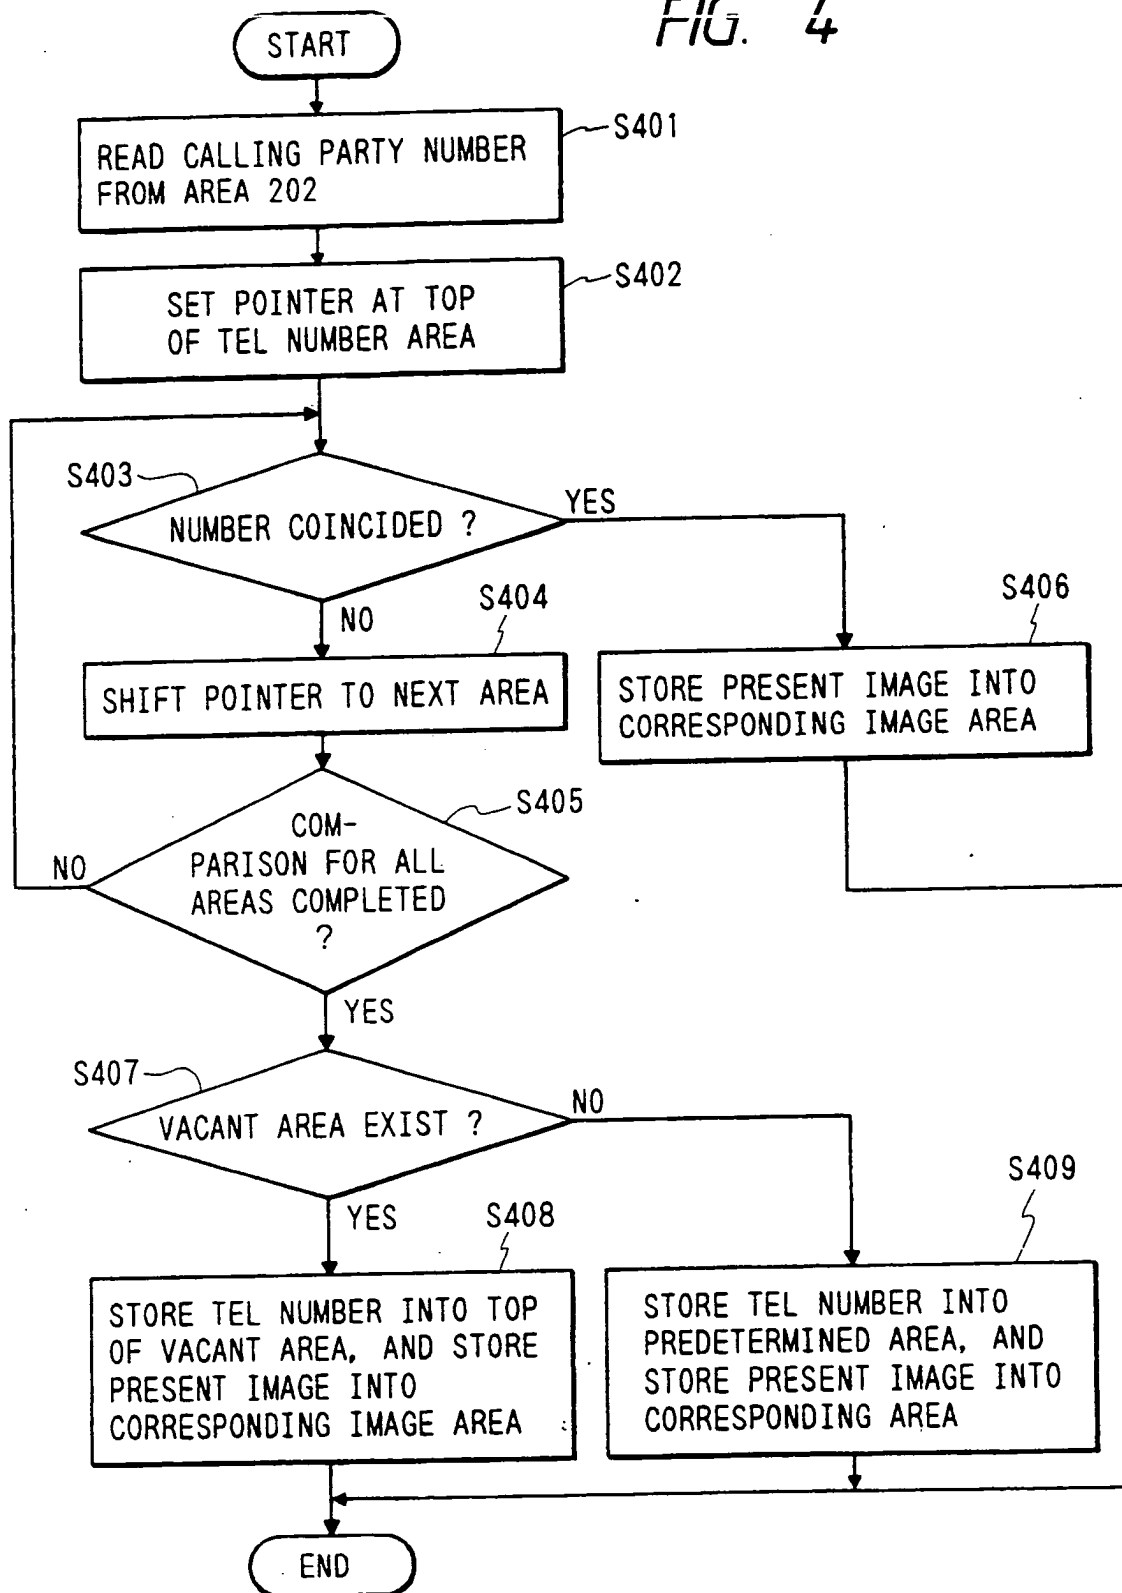 FIG. 4
START
S401
READ CALLING PARTY NUMBER
FROM AREA 202
S402
SET POINTER AT TOP
OF TEL NUMBER AREA
S403
NUMBER COINCIDED ?
YES
NO
S404
SHIFT POINTER TO NEXT AREA
S406
STORE PRESENT IMAGE INTO
CORRESPONDING IMAGE AREA
S405
COM-
PARISON FOR ALL
AREAS COMPLETED
?
NO
YES
S407
VACANT AREA EXIST ?
NO
YES
S408
STORE TEL NUMBER INTO TOP
OF VACANT AREA, AND STORE
PRESENT IMAGE INTO
CORRESPONDING IMAGE AREA
S409
STORE TEL NUMBER INTO
PREDETERMINED AREA, AND
STORE PRESENT IMAGE INTO
CORRESPONDING AREA
END